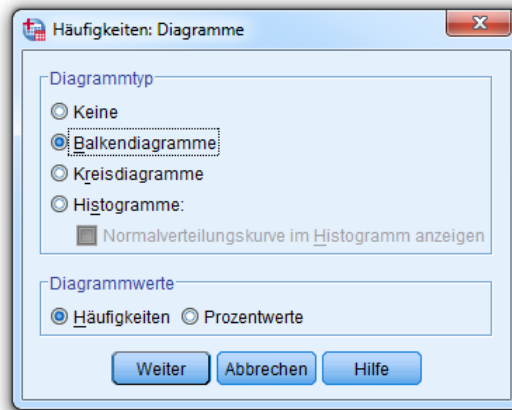 Häufigkeiten: Diagramme
Diagrammtyp
Keine
Balkendiagramme
Kreisdiagramme
Histogramme:
Normalverteilungskurve im Histogramm anzeigen
Diagrammwerte
Häufigkeiten Prozentwerte
Weiter Abbrechen Hilfe